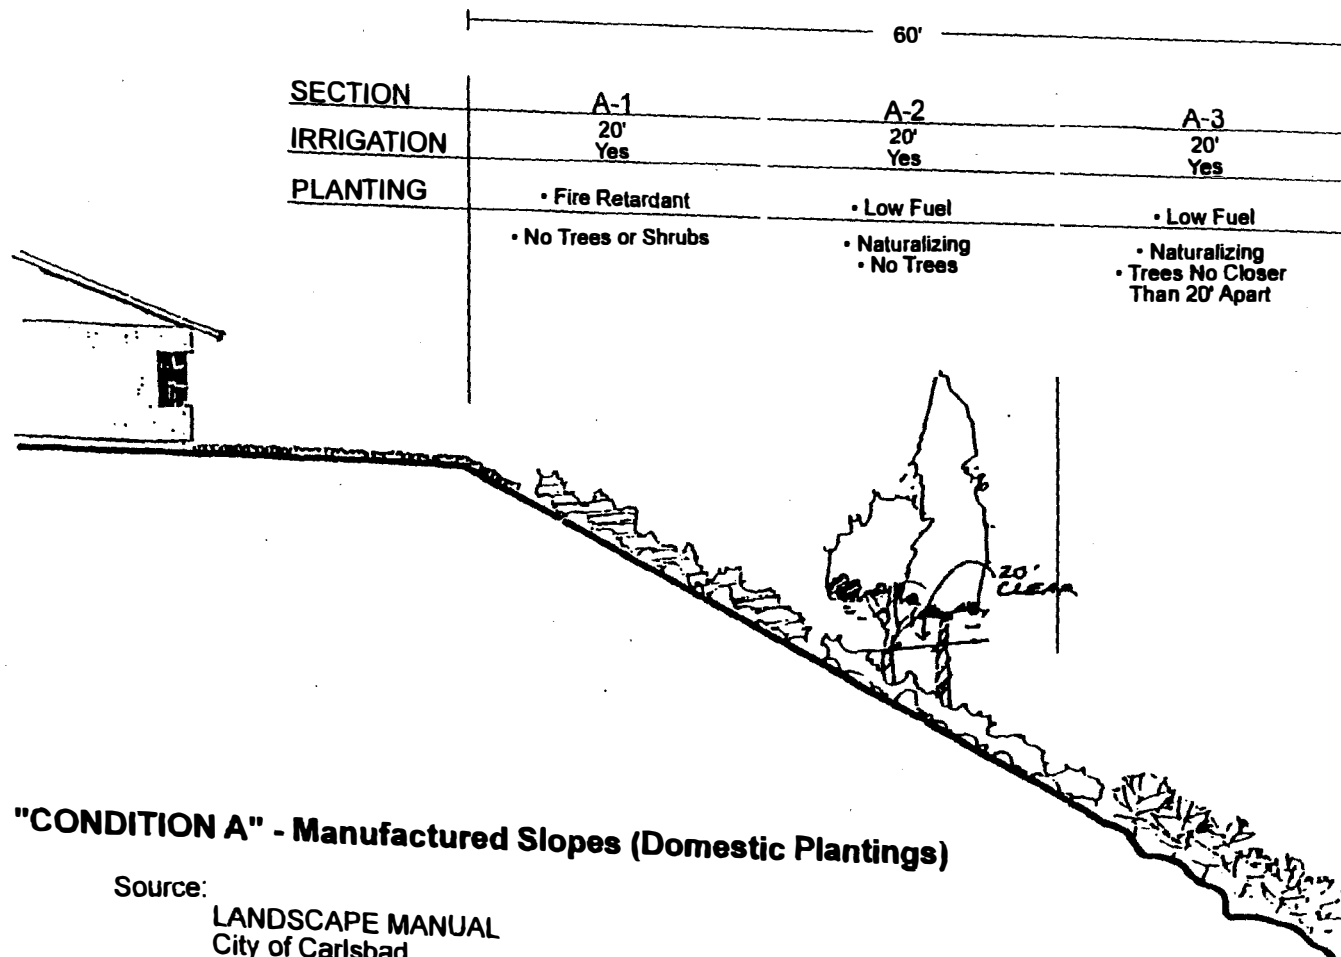 60'
SECTION A-1 A-2 A-3
20' 20' 20'
IRRIGATION Yes Yes Yes
PLANTING • Fire Retardant • Low Fuel • Low Fuel
• No Trees or Shrubs • Naturalizing • Naturalizing
• No Trees • Trees No Closer
Than 20' Apart
20'
CLEAR
"CONDITION A" - Manufactured Slopes (Domestic Plantings)
Source:
LANDSCAPE MANUAL
City of Carlsbad